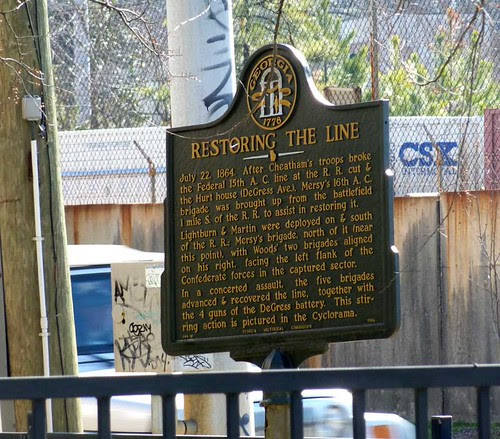 GEORGIA
1776
RESTORING THE LINE
July 22, 1864. After Cheatham's troops broke
the Federal 15th A. C. line at the R. R. cut &
the Hurt house (DeGress Ave.), Mersy's 16th A. C.
brigade was brought up from the battlefield
1 mile S. of the R. R. to assist in restoring it.
Lightburn & Martin were deployed on & south
of the R. R.; Mersy's brigade, north of it (near
this point), with Woods' two brigades aligned
on his right, facing the left flank of the
Confederate forces in the captured sector.
In a concerted assault, the five brigades
advanced & recovered the line, together with
the 4 guns of the DeGress battery. This stir-
ring action is pictured in the Cyclorama.
GEORGIA HISTORICAL COMMISSION
CSX
INTERMODAL